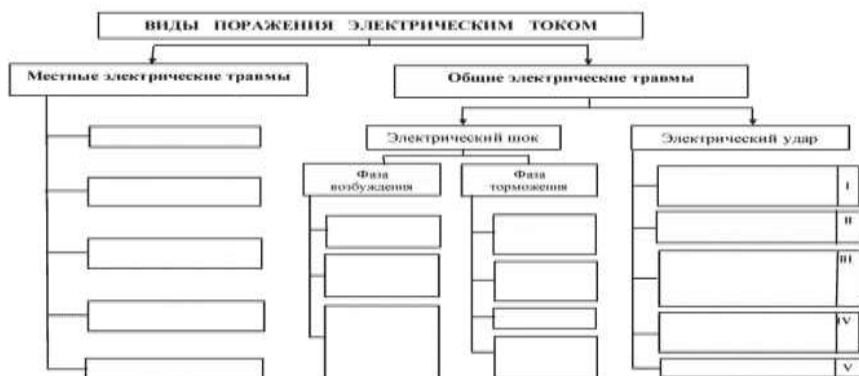 ВИДЫ ПОРАЖЕНИЯ ЭЛЕКТРИЧЕСКИМ ТОКОМ
Местные электрические травмы
Общие электрические травмы
Электрический шок
Электрический удар
Фаза
возбуждения
Фаза
торможения
I
II
III
IV
V